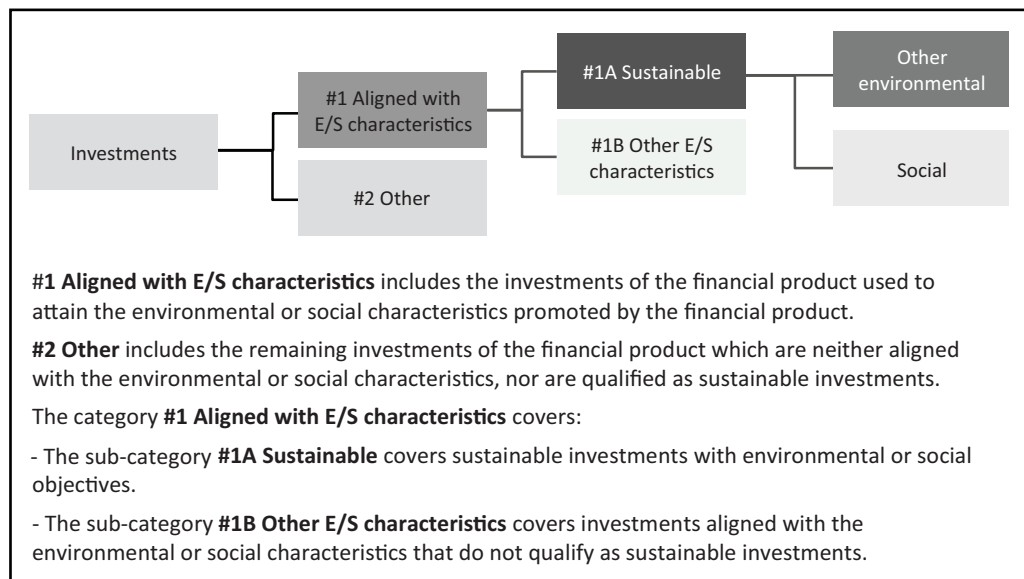 Investments
#1 Aligned with
E/S characteristics
#2 Other
#1A Sustainable
#1B Other E/S
characteristics
Other
environmental
Social
#1 Aligned with E/S characteristics includes the investments of the financial product used to
attain the environmental or social characteristics promoted by the financial product.
#2 Other includes the remaining investments of the financial product which are neither aligned
with the environmental or social characteristics, nor are qualified as sustainable investments.
The category #1 Aligned with E/S characteristics covers:
- The sub-category #1A Sustainable covers sustainable investments with environmental or social
objectives.
- The sub-category #1B Other E/S characteristics covers investments aligned with the
environmental or social characteristics that do not qualify as sustainable investments.